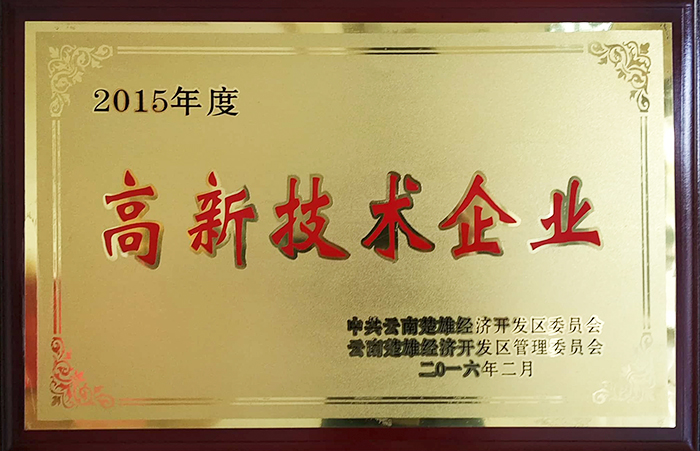 2015年度
高新技术企业
中共云南楚雄经济开发区委员会
云南楚雄经济开发区管理委员会
二0一六年二月